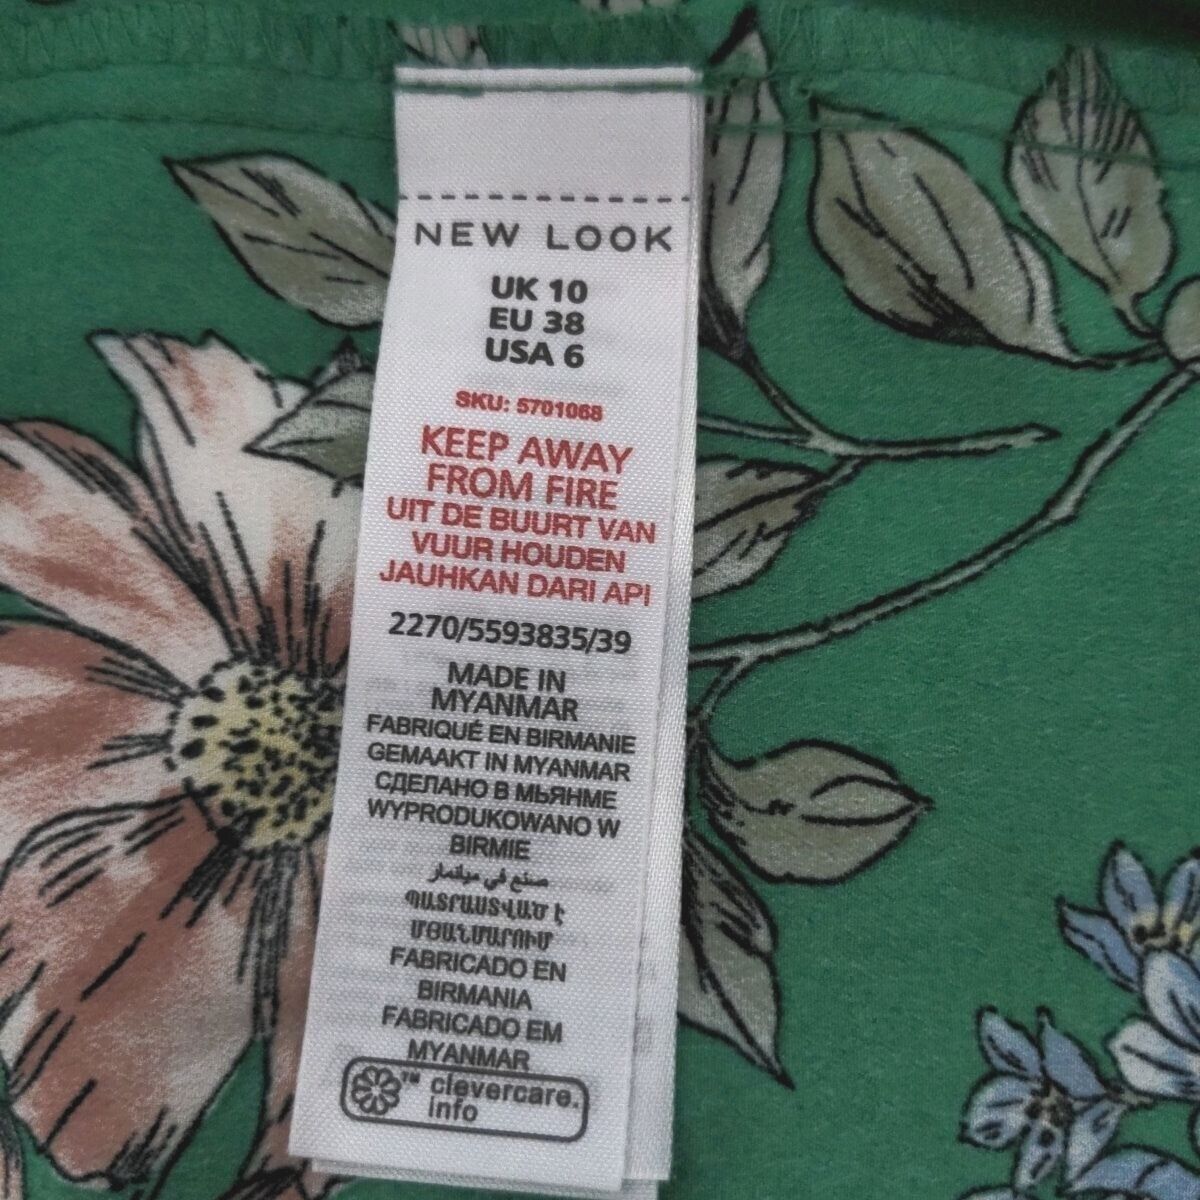 NEW LOOK
UK 10
EU 38
USA 6
SKU: 5701068
KEEP AWAY
FROM FIRE
UIT DE BUURT VAN
VUUR HOUDEN
JAUHKAN DARI API
2270/5593835/39
MADE IN
MYANMAR
FABRIQUÉ EN BIRMANIE
GEMAAKT IN MYANMAR
СДЕЛАНО В МЬЯНМЕ
WYPRODUKOWANO W
BIRMIE
صنع في ميانمار
ՊԱՏՐԱՍՏՎԱԾ Է
ՄՅԱՆՄԱՐՈՒՄ
FABRICADO EN
BIRMANIA
FABRICADO EM
MYANMAR
™ clevercare.
info